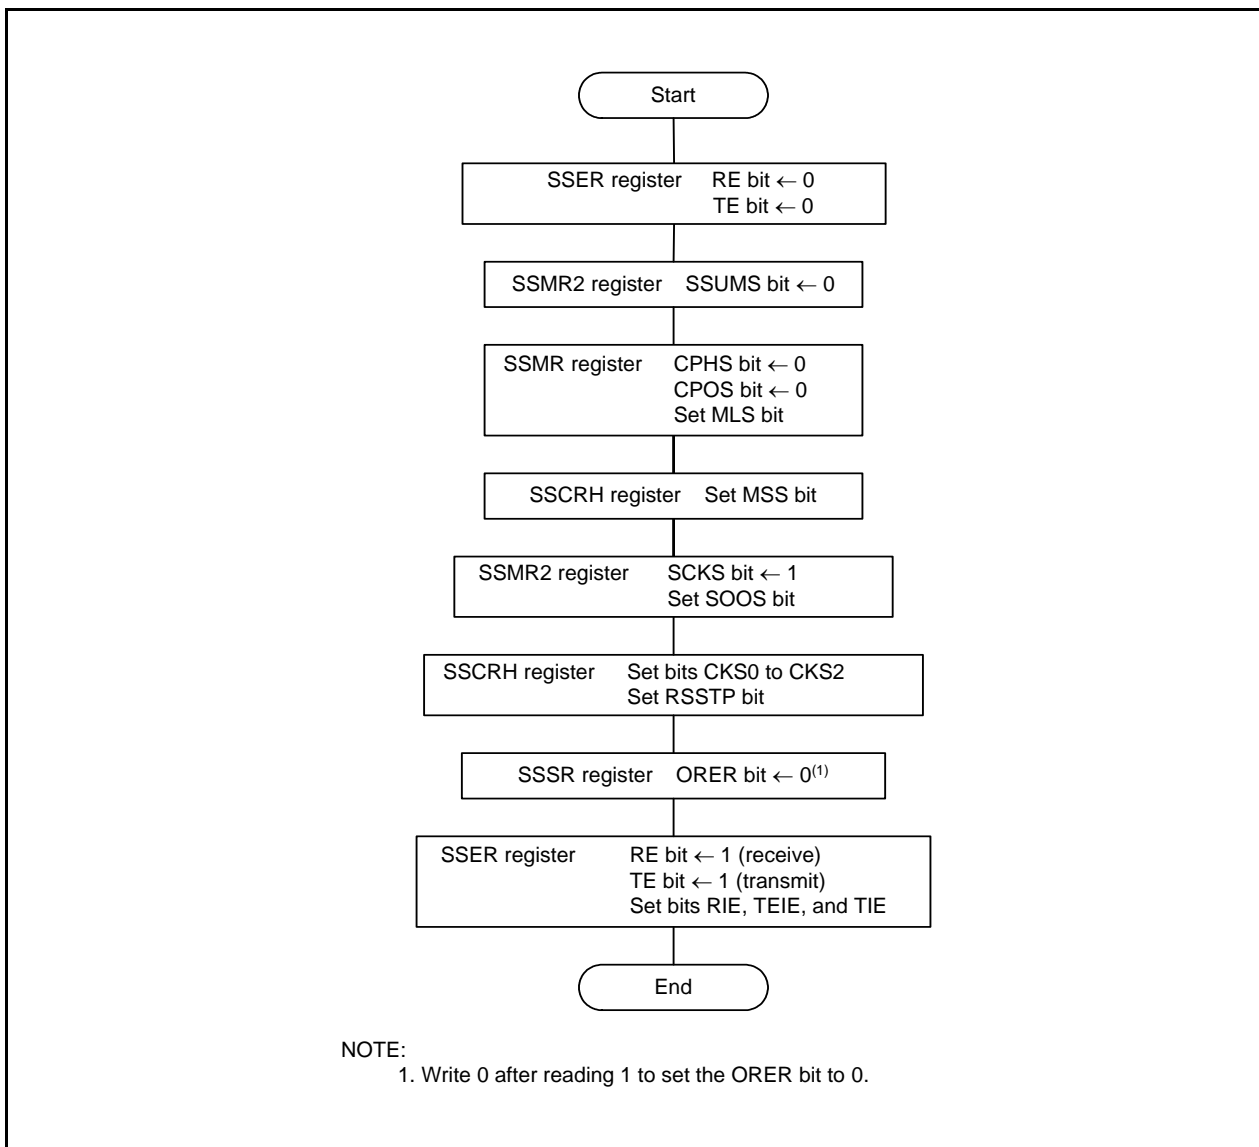 Start
SSER register RE bit ← 0
TE bit ← 0
SSMR2 register SSUMS bit ← 0
SSMR register CPHS bit ← 0
CPOS bit ← 0
Set MLS bit
SSCRH register Set MSS bit
SSMR2 register SCKS bit ← 1
Set SOOS bit
SSCRH register Set bits CKS0 to CKS2
Set RSSTP bit
SSSR register ORER bit ← 0(1)
SSER register RE bit ← 1 (receive)
TE bit ← 1 (transmit)
Set bits RIE, TEIE, and TIE
End
NOTE:
1. Write 0 after reading 1 to set the ORER bit to 0.